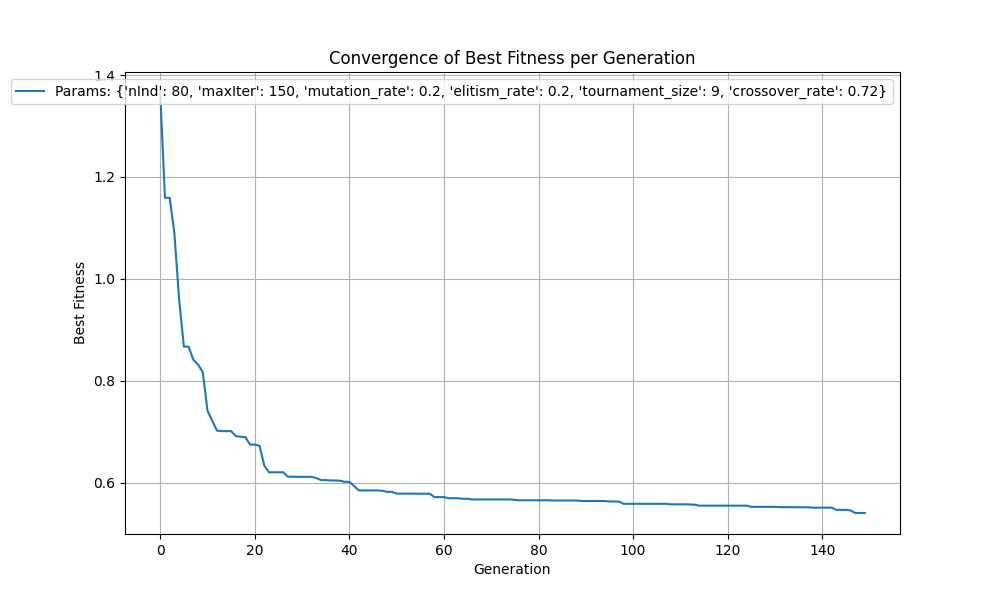 Convergence of Best Fitness per Generation
Params: {'nInd': 80, 'maxIter': 150, 'mutation_rate': 0.2, 'elitism_rate': 0.2, 'tournament_size': 9, 'crossover_rate': 0.72}
1.4
1.2
1.0
0.8
0.6
Best Fitness
0 20 40 60 80 100 120 140
Generation